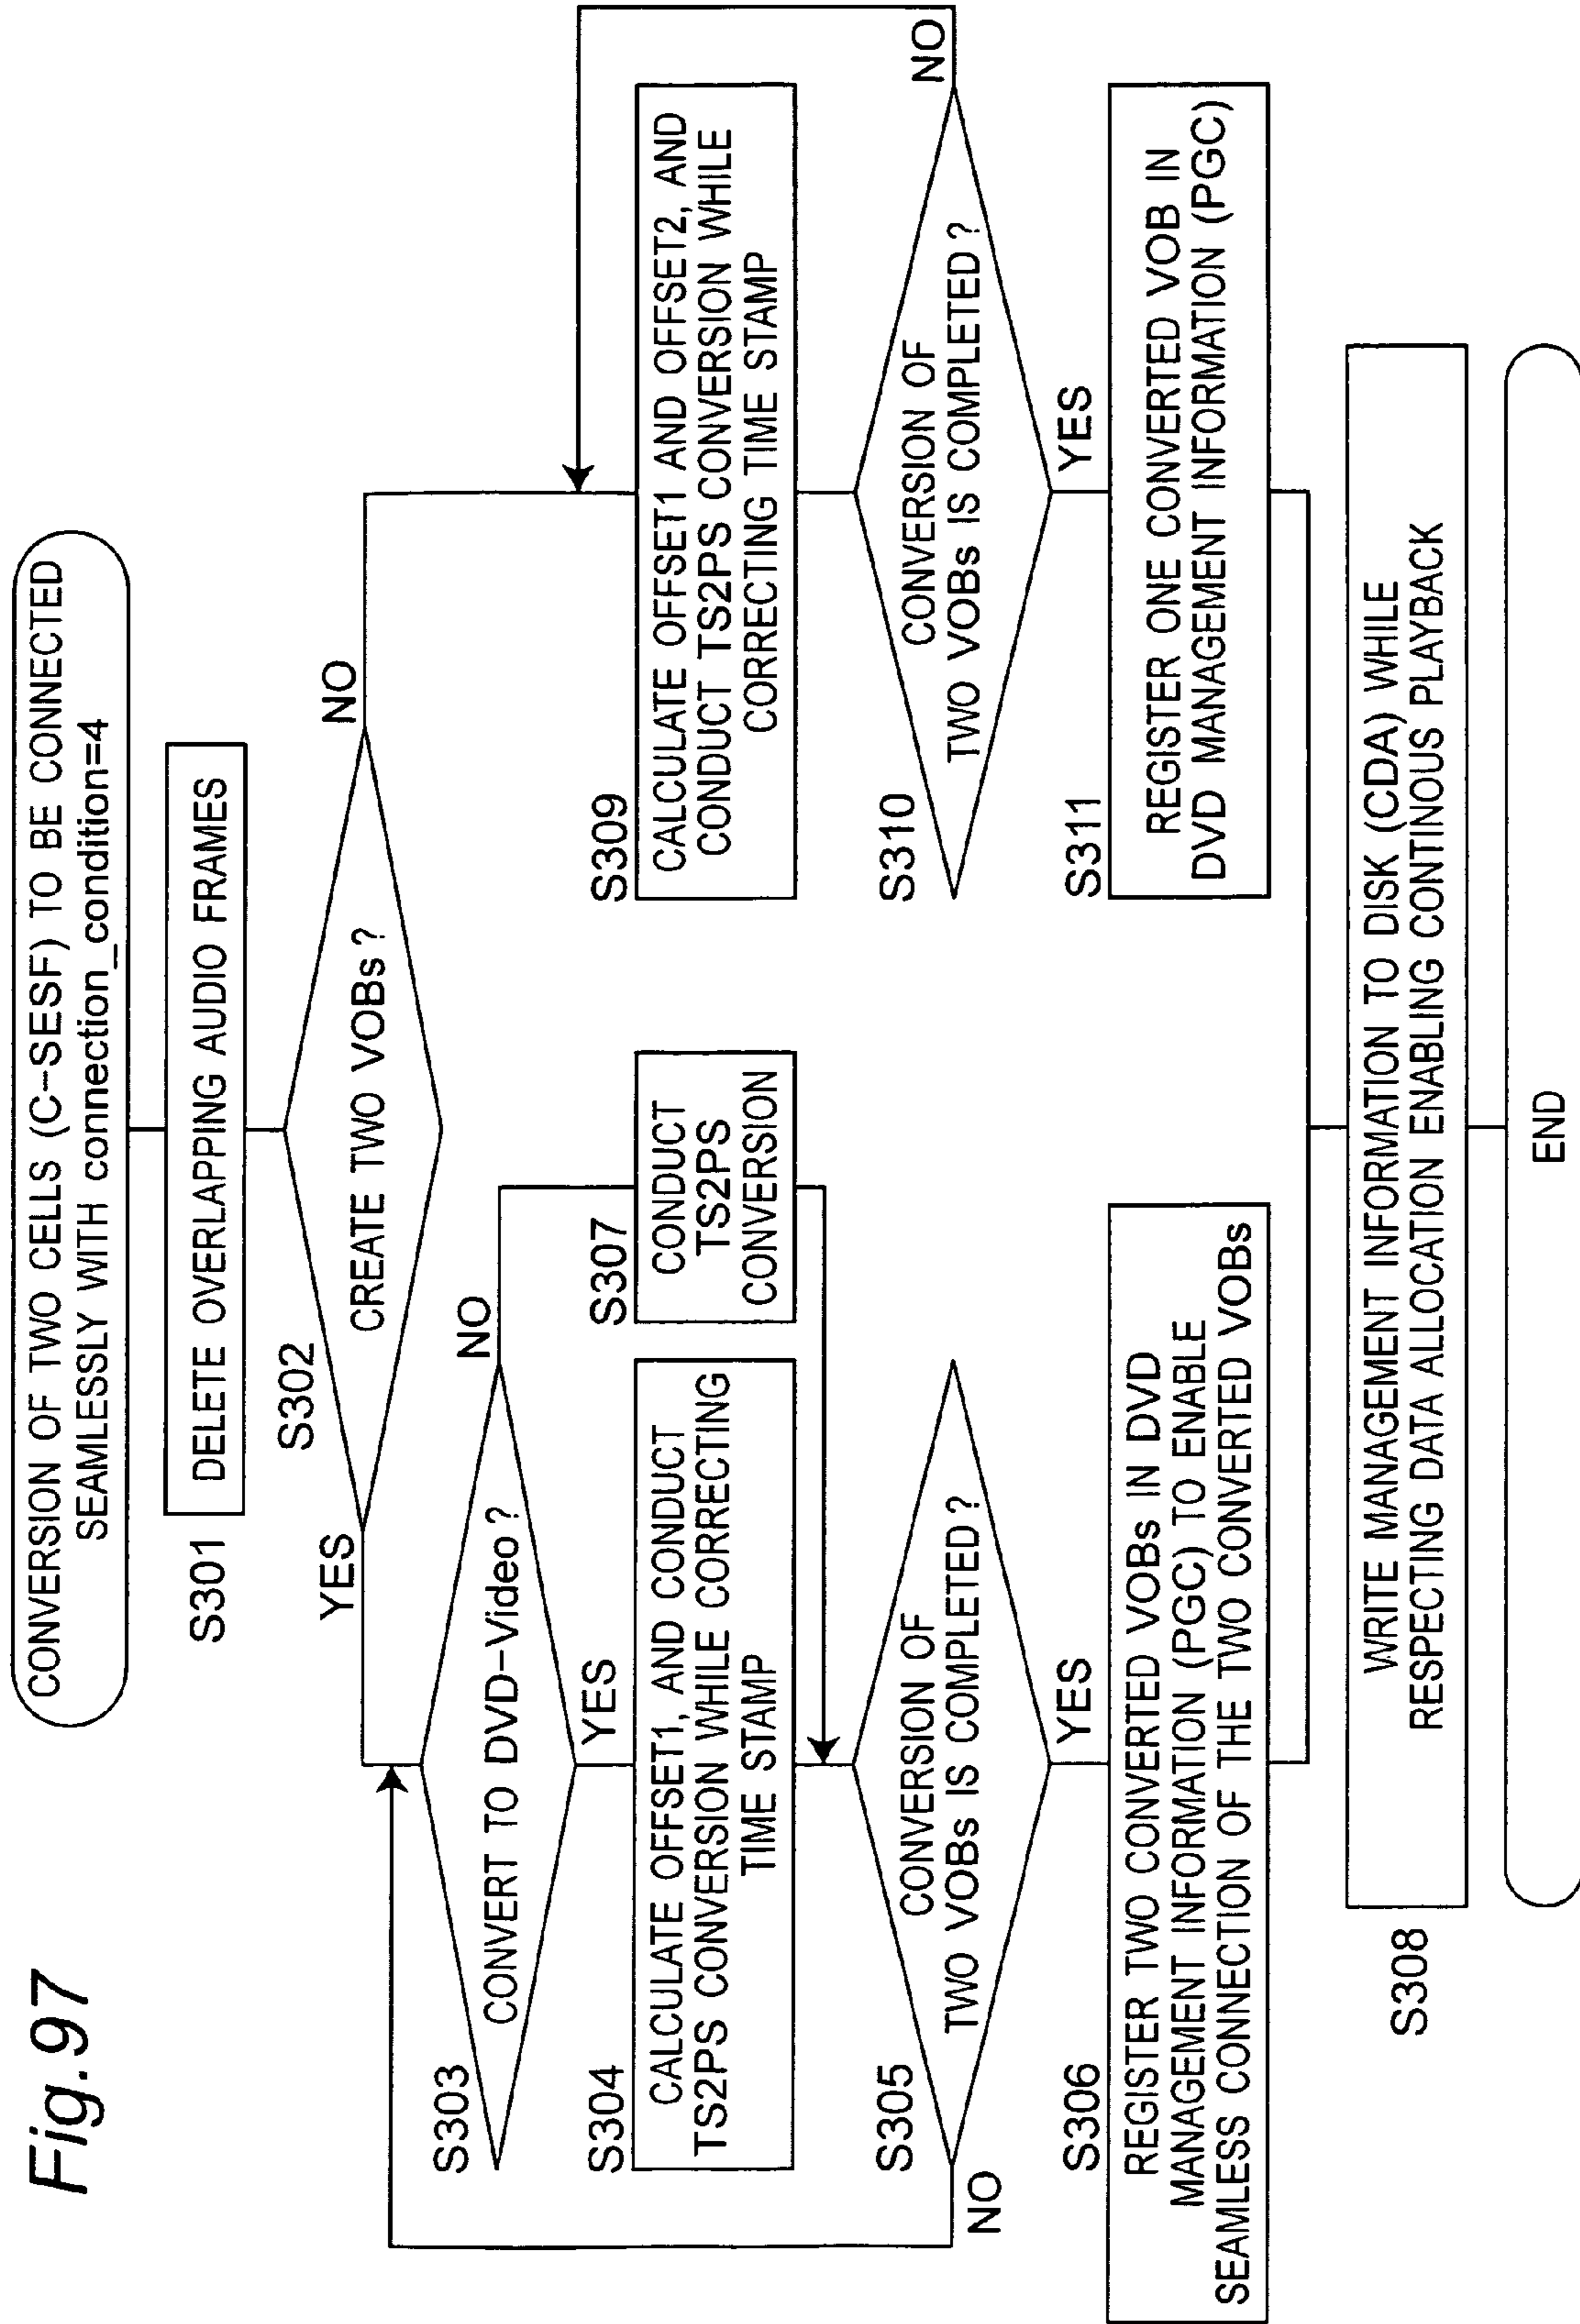 Fig.97
CONVERSION OF TWO CELLS (C-SESF) TO BE CONNECTED
SEAMLESSLY WITH connection_condition=4
S301
DELETE OVERLAPPING AUDIO FRAMES
S302
CREATE TWO VOBs?
YES
NO
S303
CONVERT TO DVD-Video?
NO
YES
S304
CALCULATE OFFSET1, AND CONDUCT
TS2PS CONVERSION WHILE CORRECTING
TIME STAMP
S307
CONDUCT
TS2PS
CONVERSION
S305
CONVERSION OF
TWO VOBs IS COMPLETED?
NO
YES
S306
REGISTER TWO CONVERTED VOBs IN DVD
MANAGEMENT INFORMATION (PGC) TO ENABLE
SEAMLESS CONNECTION OF THE TWO CONVERTED VOBs
S309
CALCULATE OFFSET1 AND OFFSET2, AND
CONDUCT TS2PS CONVERSION WHILE
CORRECTING TIME STAMP
S310
CONVERSION OF
TWO VOBs IS COMPLETED?
NO
YES
S311
REGISTER ONE CONVERTED VOB IN
DVD MANAGEMENT INFORMATION (PGC)
S308
WRITE MANAGEMENT INFORMATION TO DISK (CDA) WHILE
RESPECTING DATA ALLOCATION ENABLING CONTINOUS PLAYBACK
END